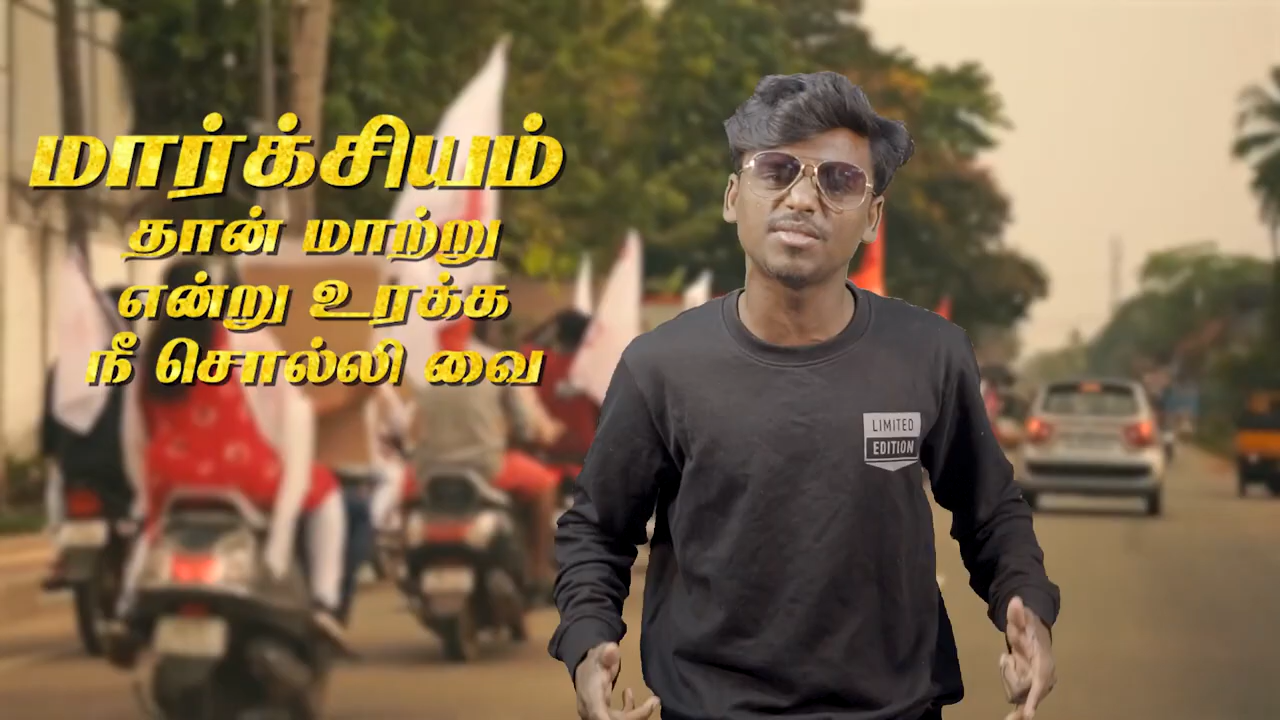 மார்க்சியம்
தான் மாற்று
என்று உரக்க
நீ சொல்லி வை
LIMITED
EDITION